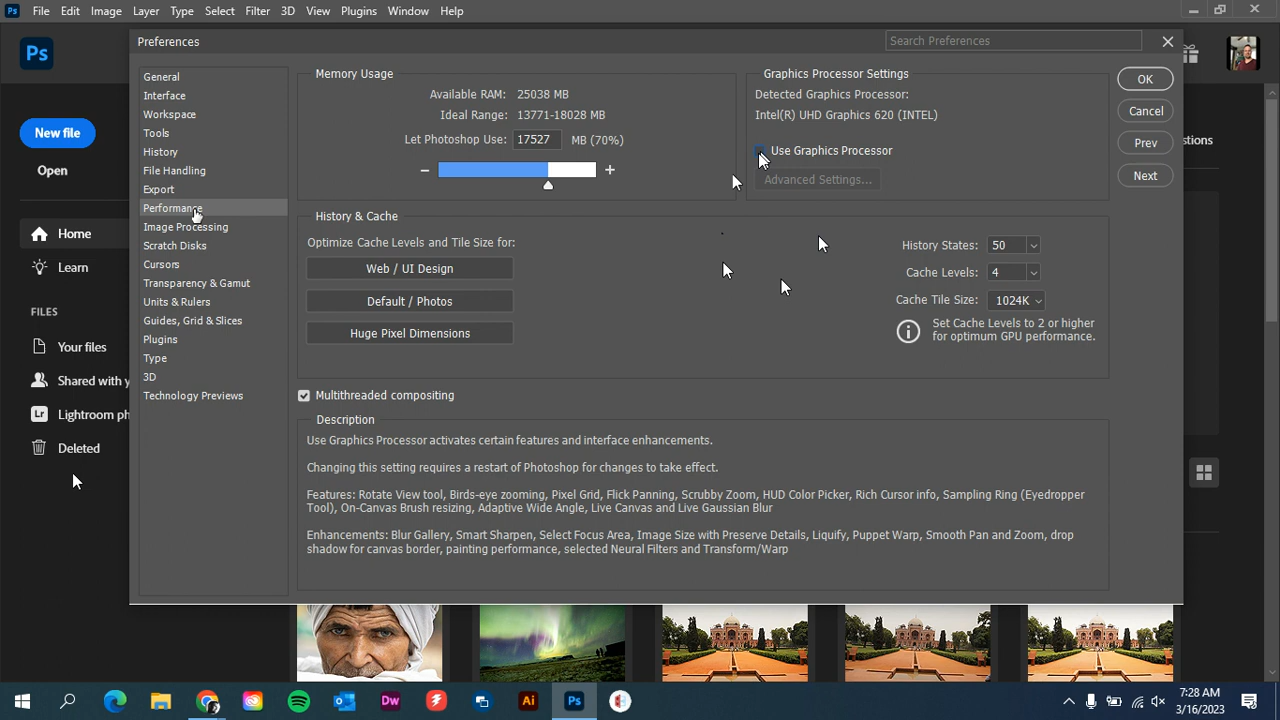 Ps File Edit Image Layer Type Select Filter 3D View Plugins Window Help
Preferences
Search Preferences
Ps
New file
Open
Home
Learn
FILES
Your files
Shared with y
Lr Lightroom ph
Deleted
General
Interface
Workspace
Tools
History
File Handling
Export
Performance
Image Processing
Scratch Disks
Cursors
Transparency & Gamut
Units & Rulers
Guides, Grid & Slices
Plugins
Type
3D
Technology Previews
Memory Usage
Available RAM: 25038 MB
Ideal Range: 13771-18028 MB
Let Photoshop Use: 17527 MB (70%)
Graphics Processor Settings
Detected Graphics Processor:
Intel(R) UHD Graphics 620 (INTEL)
Use Graphics Processor
Advanced Settings...
OK
Cancel
Prev
Next
History & Cache
Optimize Cache Levels and Tile Size for:
Web / UI Design
Default / Photos
Huge Pixel Dimensions
History States: 50
Cache Levels: 4
Cache Tile Size: 1024K
Set Cache Levels to 2 or higher
for optimum GPU performance.
Multithreaded compositing
Description
Use Graphics Processor activates certain features and interface enhancements.
Changing this setting requires a restart of Photoshop for changes to take effect.
Features: Rotate View tool, Birds-eye zooming, Pixel Grid, Flick Panning, Scrubby Zoom, HUD Color Picker, Rich Cursor info, Sampling Ring (Eyedropper
Tool), On-Canvas Brush resizing, Adaptive Wide Angle, Live Canvas and Live Gaussian Blur
Enhancements: Blur Gallery, Smart Sharpen, Select Focus Area, Image Size with Preserve Details, Liquify, Puppet Warp, Smooth Pan and Zoom, drop
shadow for canvas border, painting performance, selected Neural Filters and Transform/Warp
stions
Dw Ai Ps
7:28 AM
3/16/2023